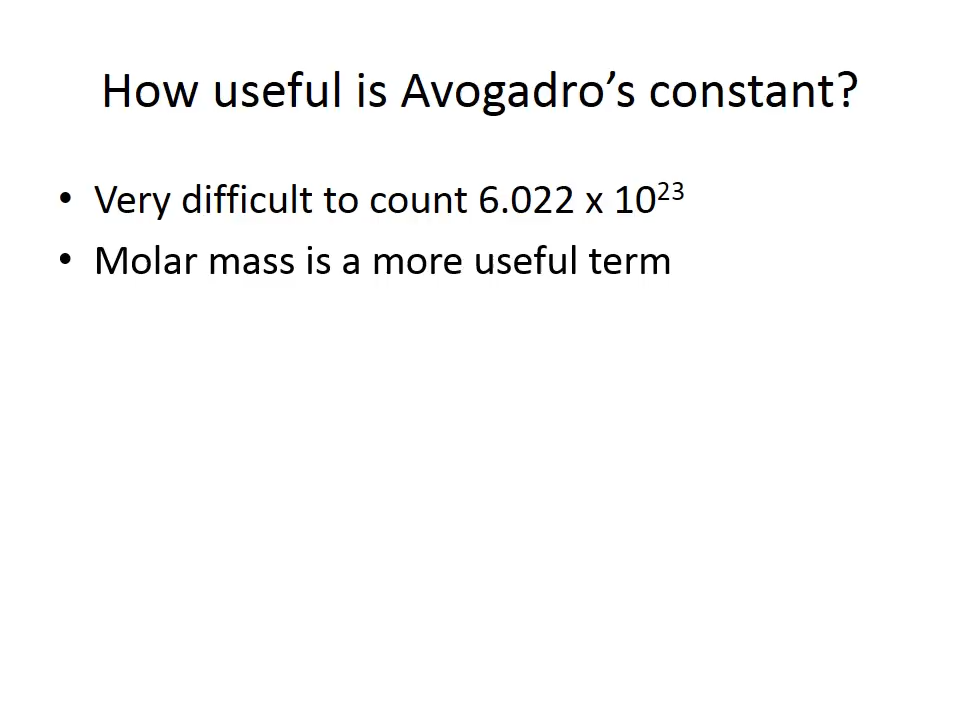 How useful is Avogadro’s constant?
• Very difficult to count 6.022 x 10²³
• Molar mass is a more useful term